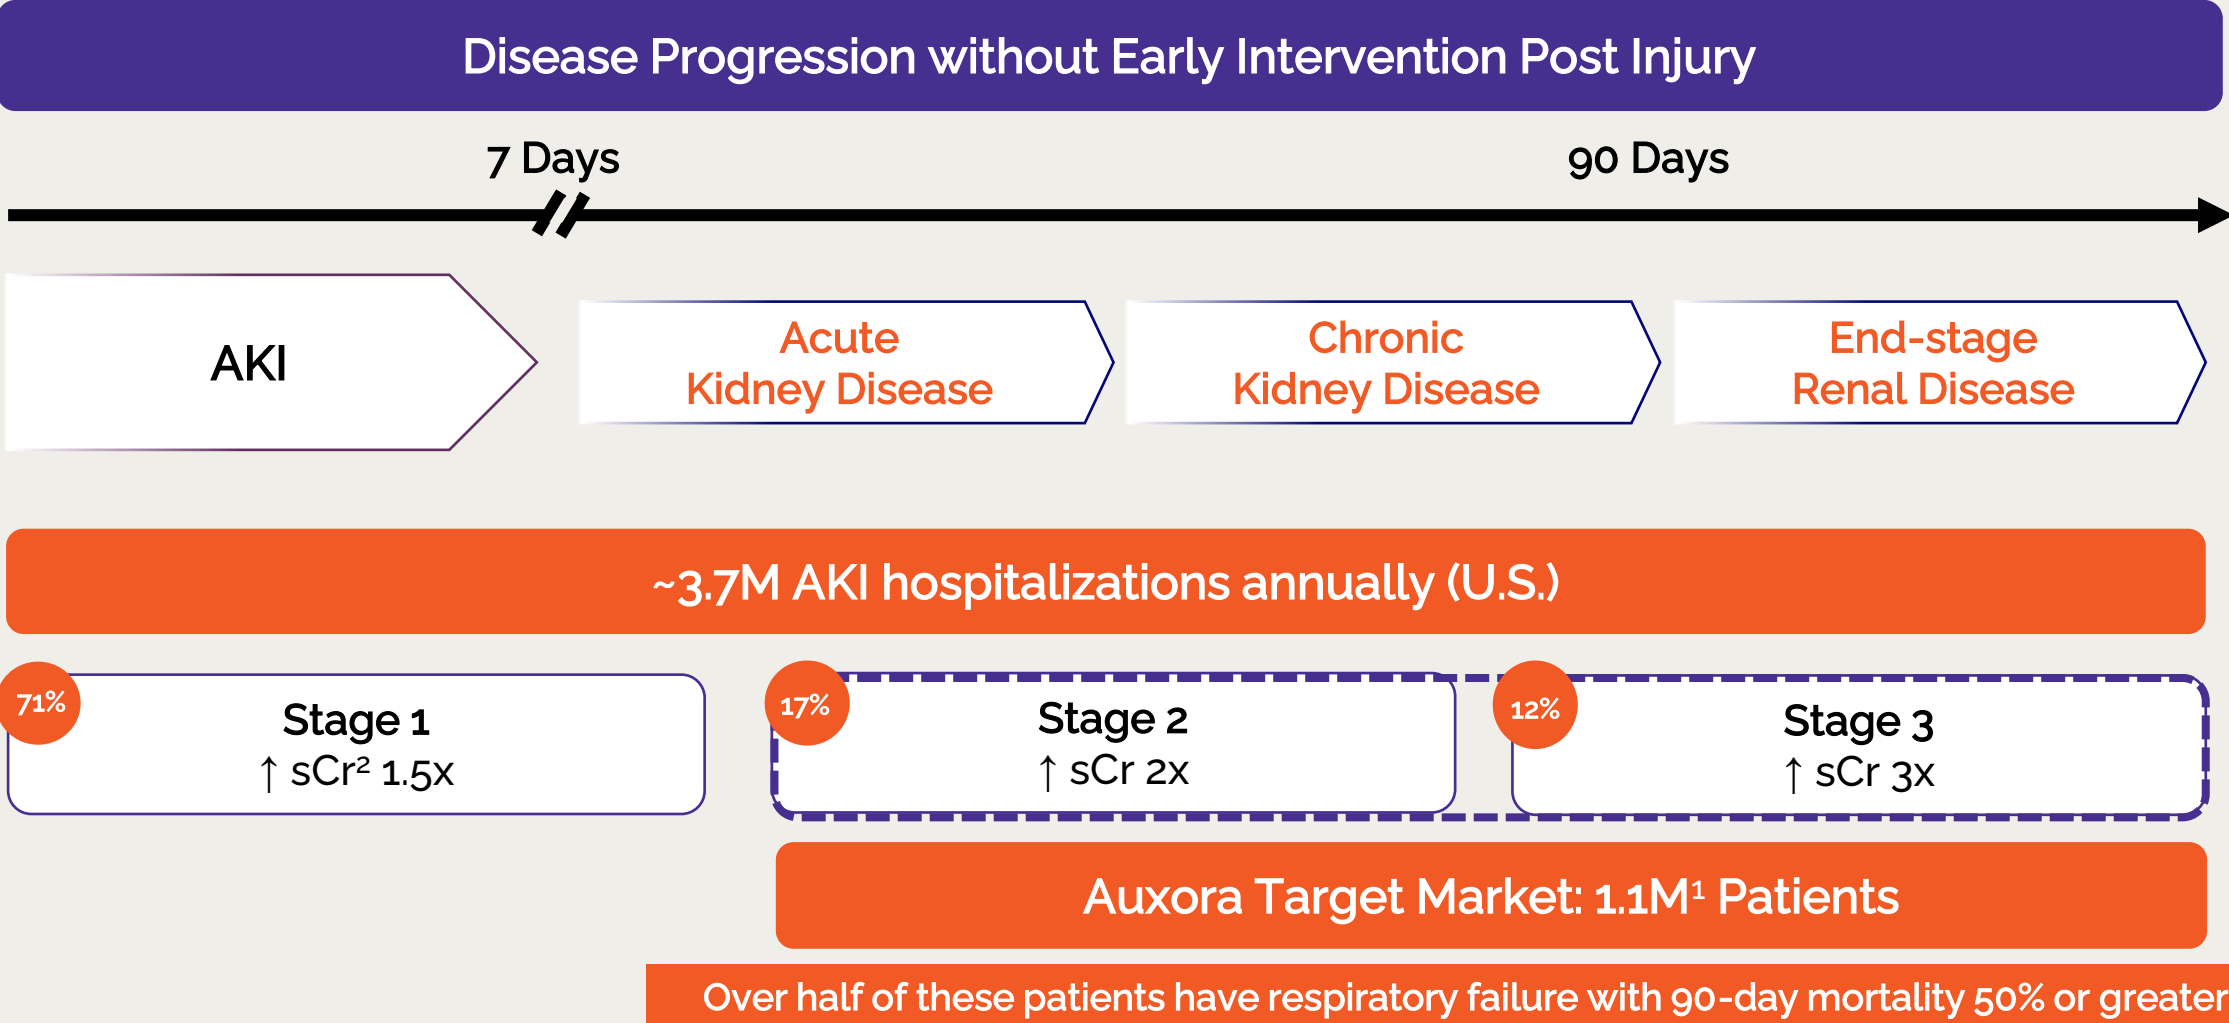 Disease Progression without Early Intervention Post Injury
7 Days
90 Days
AKI
Acute
Kidney Disease
Chronic
Kidney Disease
End-stage
Renal Disease
~3.7M AKI hospitalizations annually (U.S.)
71%
Stage 1
↑ sCr² 1.5x
17%
Stage 2
↑ sCr 2x
12%
Stage 3
↑ sCr 3x
Auxora Target Market: 1.1M¹ Patients
Over half of these patients have respiratory failure with 90-day mortality 50% or greater